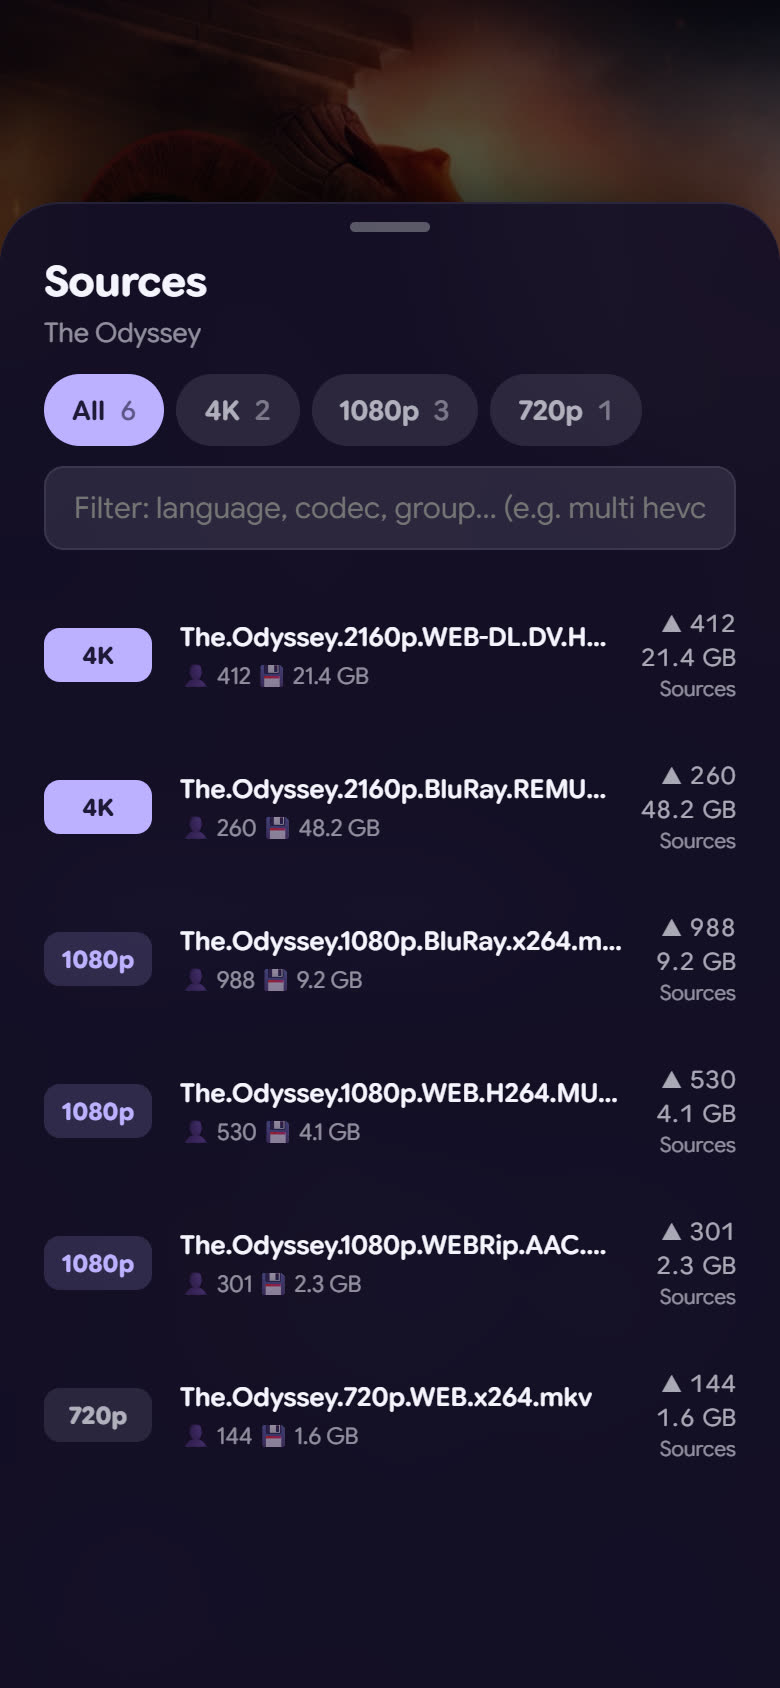 Sources
The Odyssey
All 6
4K 2
1080p 3
720p 1
Filter: language, codec, group... (e.g. multi hevc
4K
The.Odyssey.2160p.WEB-DL.DV.H...
👤 412 💾 21.4 GB
▲ 412
21.4 GB
Sources
4K
The.Odyssey.2160p.BluRay.REMU...
👤 260 💾 48.2 GB
▲ 260
48.2 GB
Sources
1080p
The.Odyssey.1080p.BluRay.x264.m...
👤 988 💾 9.2 GB
▲ 988
9.2 GB
Sources
1080p
The.Odyssey.1080p.WEB.H264.MU...
👤 530 💾 4.1 GB
▲ 530
4.1 GB
Sources
1080p
The.Odyssey.1080p.WEBRip.AAC....
👤 301 💾 2.3 GB
▲ 301
2.3 GB
Sources
720p
The.Odyssey.720p.WEB.x264.mkv
👤 144 💾 1.6 GB
▲ 144
1.6 GB
Sources